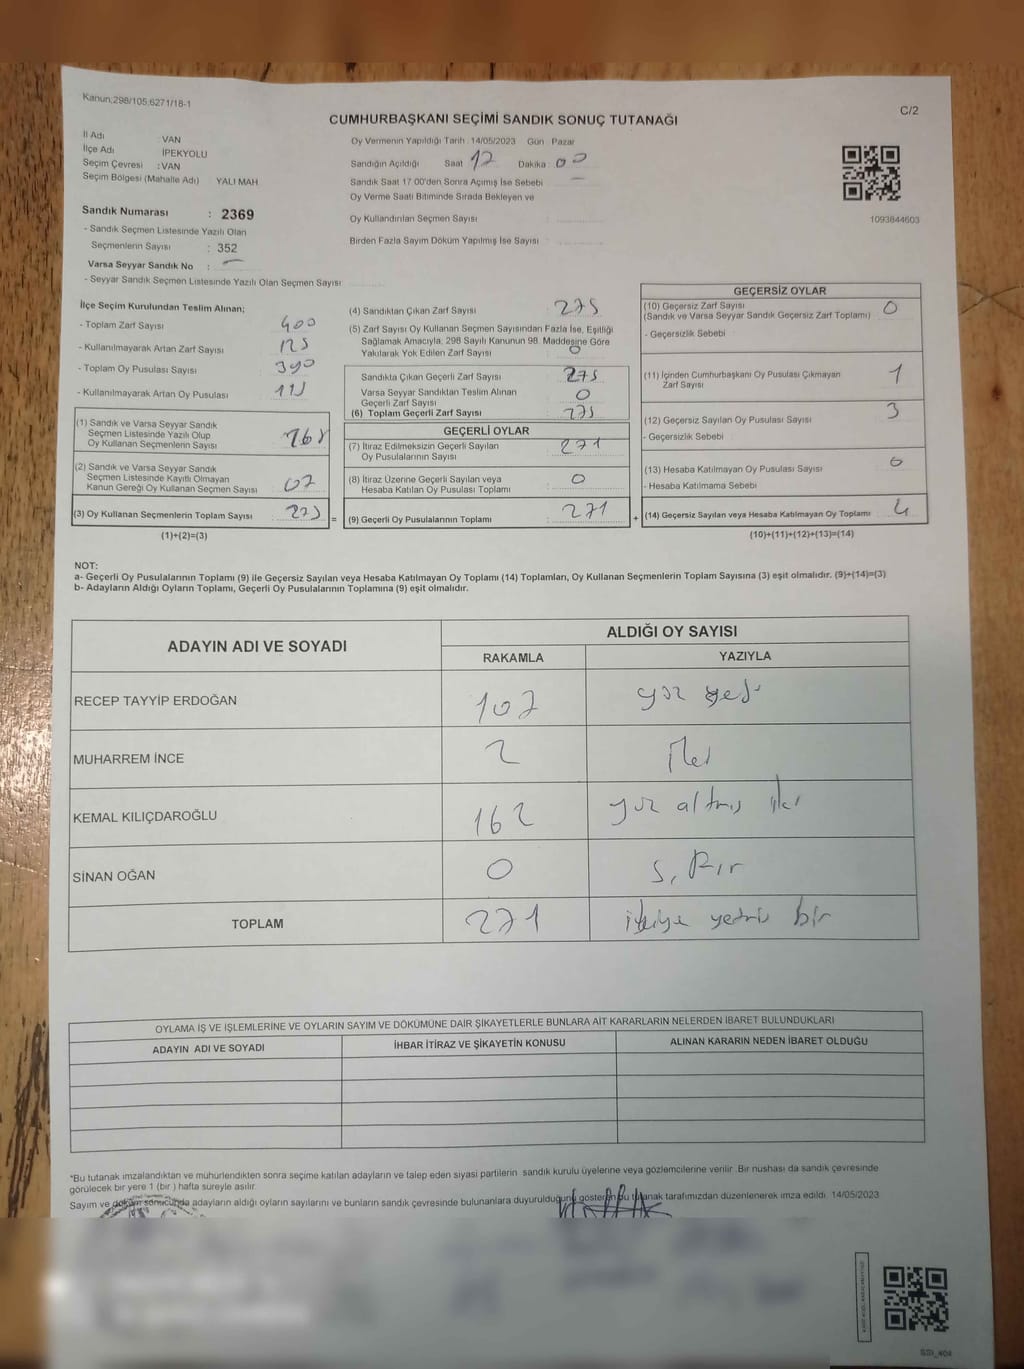 Kanun;298/105,6271/18-1
C/2
CUMHURBAŞKANI SEÇİMİ SANDIK SONUÇ TUTANAĞI
İl Adı : VAN
İlçe Adı : İPEKYOLU
Seçim Çevresi : VAN
Seçim Bölgesi (Mahalle Adı) YALI MAH
Oy Vermenin Yapıldığı Tarih 14/05/2023 Gün Pazar
Sandığın Açıldığı Saat 17 Dakika 00
Sandık Saat 17.00'den Sonra Açımış İse Sebebi —
Oy Verme Saati Bitiminde Sırada Bekleyen ve
Oy Kullandırılan Seçmen Sayısı :
Birden Fazla Sayım Döküm Yapılmış İse Sayısı :
1093844603
Sandık Numarası : 2369
- Sandık Seçmen Listesinde Yazılı Olan
Seçmenlerin Sayısı : 352
Varsa Seyyar Sandık No : —
- Seyyar Sandık Seçmen Listesinde Yazılı Olan Seçmen Sayısı
İlçe Seçim Kurulundan Teslim Alınan;
- Toplam Zarf Sayısı 400
- Kullanılmayarak Artan Zarf Sayısı 125
- Toplam Oy Pusulası Sayısı 390
- Kullanılmayarak Artan Oy Pusulası
(1) Sandık ve Varsa Seyyar Sandık
Seçmen Listesinde Yazılı Olup
Oy Kullanan Seçmenlerin Sayısı 268
(2) Sandık ve Varsa Seyyar Sandık
Seçmen Listesinde Kayıtlı Olmayan
Kanun Gereği Oy Kullanan Seçmen Sayısı 07
(3) Oy Kullanan Seçmenlerin Toplam Sayısı 275
(1)+(2)=(3)
(4) Sandıktan Çıkan Zarf Sayısı 275
(5) Zarf Sayısı Oy Kullanan Seçmen Sayısından Fazla İse, Eşitliği
Sağlamak Amacıyla, 298 Sayılı Kanunun 98. Maddesine Göre
Yakılarak Yok Edilen Zarf Sayısı 0
Sandıkta Çıkan Geçerli Zarf Sayısı 275
Varsa Seyyar Sandıktan Teslim Alınan
Geçerli Zarf Sayısı 0
(6) Toplam Geçerli Zarf Sayısı 275
GEÇERLİ OYLAR
(7) İtiraz Edilmeksizin Geçerli Sayılan
Oy Pusulalarının Sayısı 271
(8) İtiraz Üzerine Geçerli Sayılan veya
Hesaba Katılan Oy Pusulası Toplamı 0
= (9) Geçerli Oy Pusulalarının Toplamı 271
GEÇERSİZ OYLAR
(10) Geçersiz Zarf Sayısı 0
(Sandık ve Varsa Seyyar Sandık Geçersiz Zarf Toplamı)
- Geçersizlik Sebebi
(11) İçinden Cumhurbaşkanı Oy Pusulası Çıkmayan
Zarf Sayısı 1
(12) Geçersiz Sayılan Oy Pusulası Sayısı 3
- Geçersizlik Sebebi
(13) Hesaba Katılmayan Oy Pusulası Sayısı 0
- Hesaba Katılmama Sebebi
+ (14) Geçersiz Sayılan veya Hesaba Katılmayan Oy Toplamı 4
(10)+(11)+(12)+(13)=(14)
NOT:
a- Geçerli Oy Pusulalarının Toplamı (9) ile Geçersiz Sayılan veya Hesaba Katılmayan Oy Toplamı (14) Toplamları, Oy Kullanan Seçmenlerin Toplam Sayısına (3) eşit olmalıdır. (9)+(14)=(3)
b- Adayların Aldığı Oyların Toplamı, Geçerli Oy Pusulalarının Toplamına (9) eşit olmalıdır.
ADAYIN ADI VE SOYADI
ALDIĞI OY SAYISI
RAKAMLA YAZIYLA
RECEP TAYYİP ERDOĞAN 107 yüz yedi
MUHARREM İNCE 2 İki
KEMAL KILIÇDAROĞLU 162 yüz altmış iki
SİNAN OĞAN 0 Sıfır
TOPLAM 271 ikiyüz yetmiş bir
OYLAMA İŞ VE İŞLEMLERİNE VE OYLARIN SAYIM VE DÖKÜMÜNE DAİR ŞİKAYETLERLE BUNLARA AİT KARARLARIN NELERDEN İBARET BULUNDUKLARI
ADAYIN ADI VE SOYADI İHBAR İTİRAZ VE ŞİKAYETİN KONUSU ALINAN KARARIN NEDEN İBARET OLDUĞU
*Bu tutanak imzalandıktan ve mühürlendikten sonra seçime katılan adayların ve talep eden siyasi partilerin sandık kurulu üyelerine veya gözlemcilerine verilir. Bir nüshası da sandık çevresinde
görülecek bir yere 1 (bir ) hafta süreyle asılır.
Sayım ve döküm sonucunda adayların aldığı oyların sayılarını ve bunların sandık çevresinde bulunanlara duyurulduğunu gösteren bu tutanak tarafımızdan düzenlenerek imza edildi. 14/05/2023